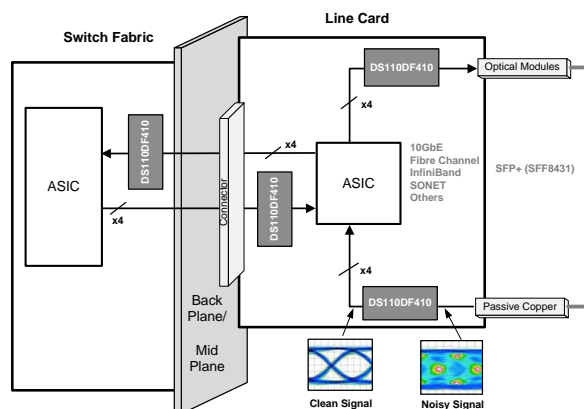 Switch Fabric
Line Card
DS110DF410
Optical Modules
x4
DS110DF410
x4
ASIC
ASIC
10GbE
Fibre Channel
InfiniBand
SONET
Others
SFP+ (SFF8431)
x4
Connector
DS110DF410
x4
Back
Plane/
Mid
Plane
DS110DF410
Passive Copper
Clean Signal
Noisy Signal